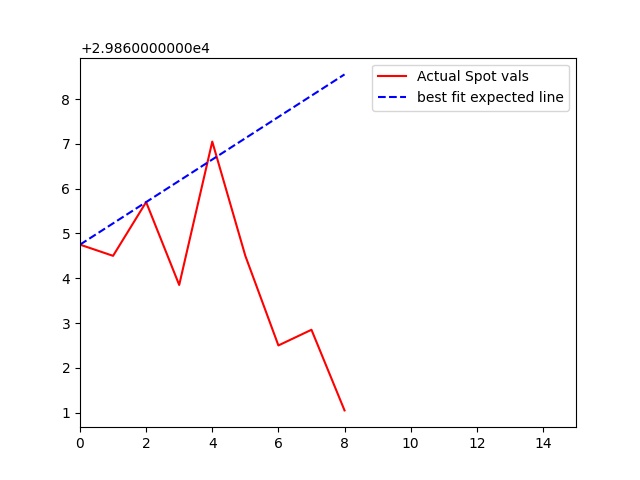 +2.9860000000e4
Actual Spot vals
best fit expected line
8
7
6
5
4
3
2
1
0 2 4 6 8 10 12 14